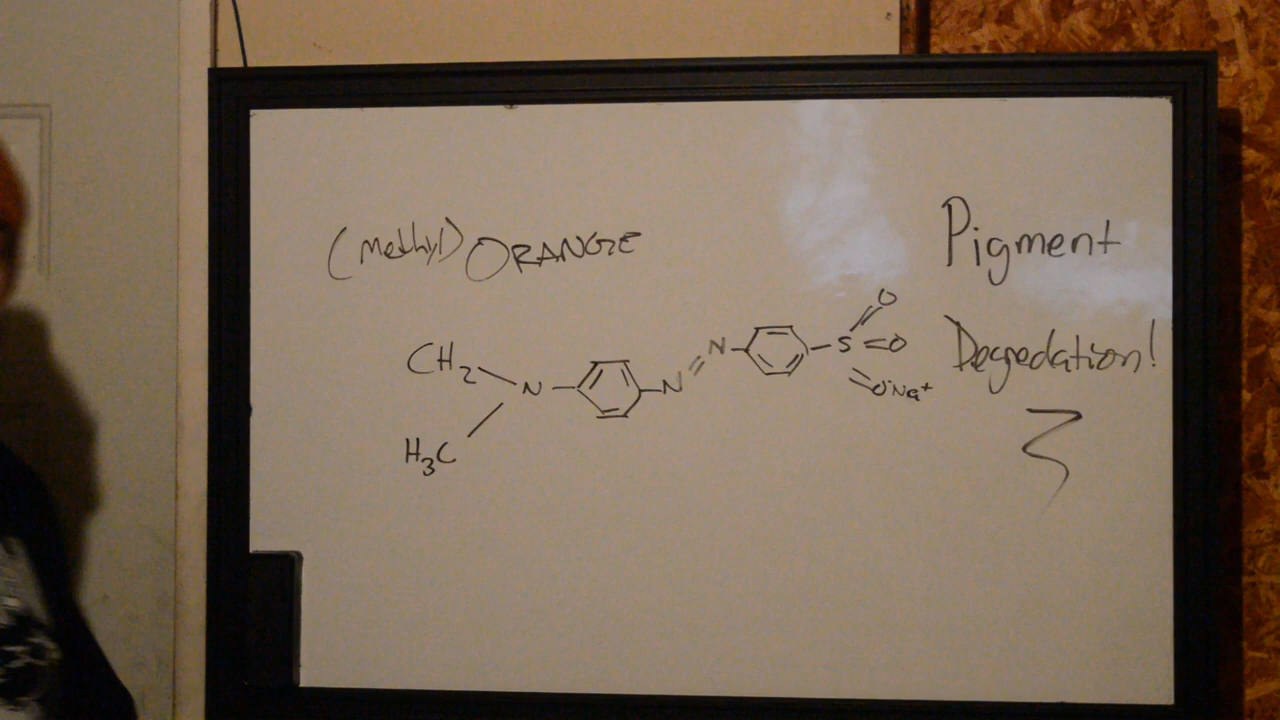 (methyl) ORANGE
Pigment
Degredation!
CH2
N
N
N
S
O
=O
O-Na+
H3C